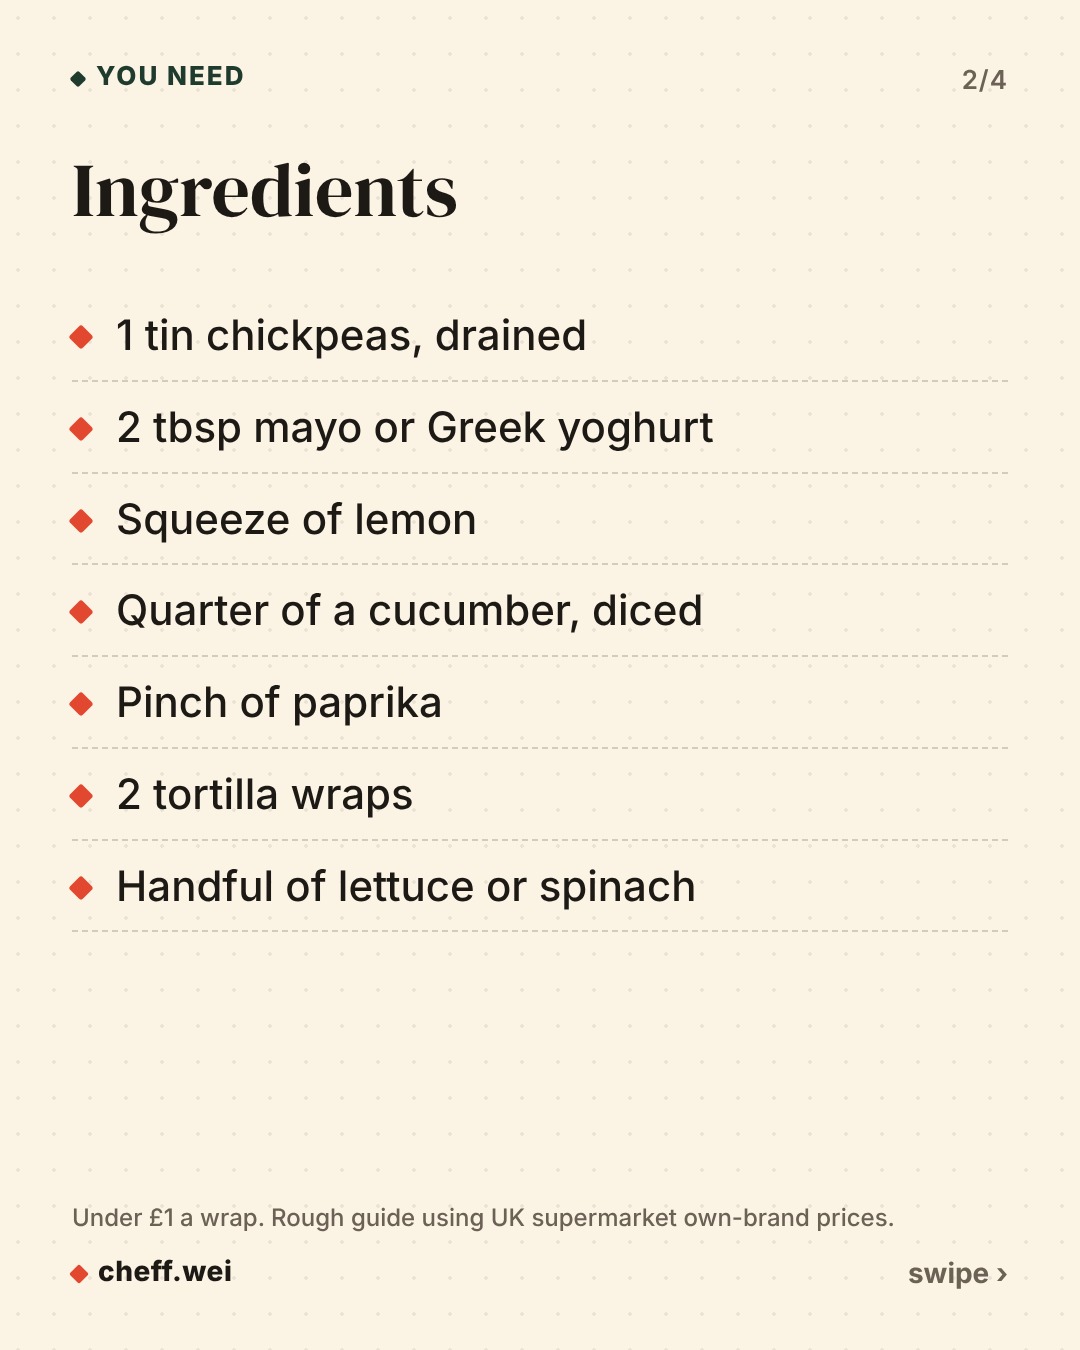 YOU NEED
2/4
Ingredients
1 tin chickpeas, drained
2 tbsp mayo or Greek yoghurt
Squeeze of lemon
Quarter of a cucumber, diced
Pinch of paprika
2 tortilla wraps
Handful of lettuce or spinach
Under £1 a wrap. Rough guide using UK supermarket own-brand prices.
cheff.wei
swipe ›